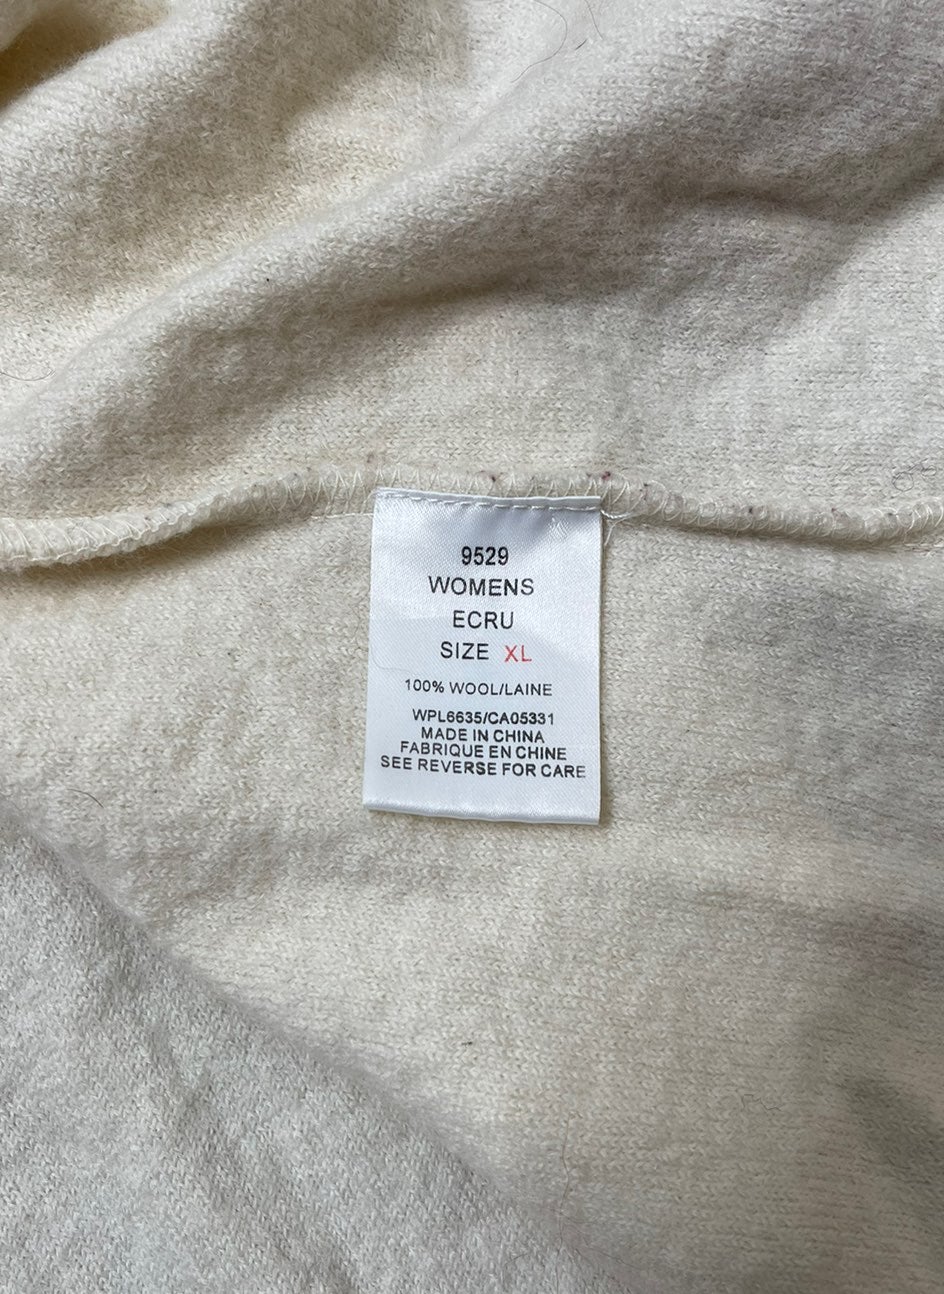 9529
WOMENS
ECRU
SIZE XL
100% WOOL/LAINE
WPL6635/CA05331
MADE IN CHINA
FABRIQUE EN CHINE
SEE REVERSE FOR CARE